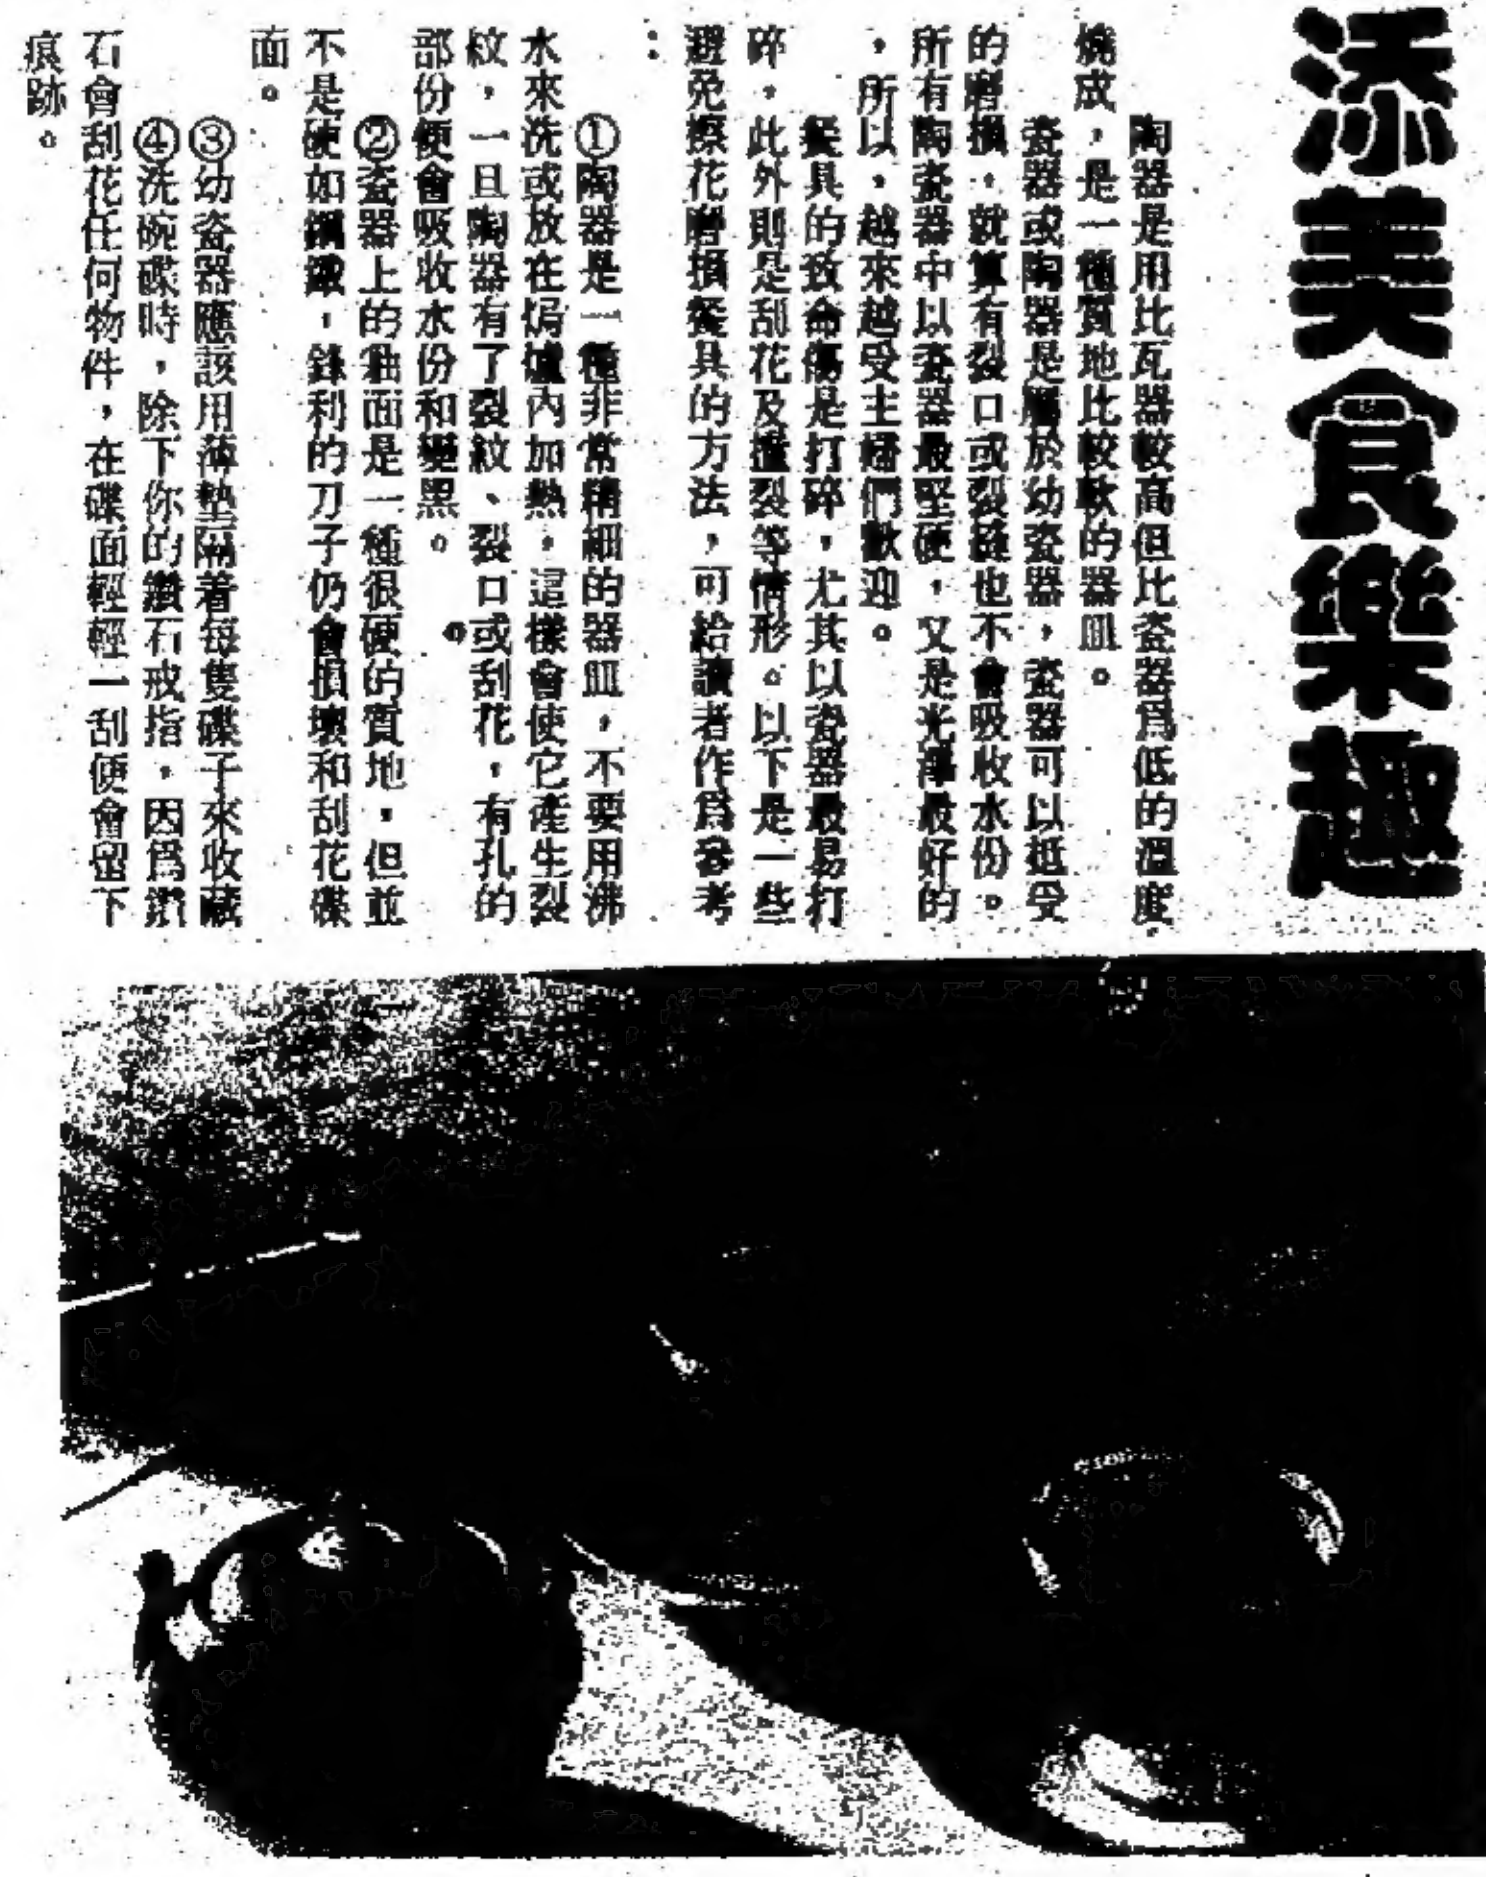 添美食樂趣
陶器是用比瓦器較高但比瓷器爲低的溫度
燒成，是一種質地比較軟的器皿。
瓷器或陶器是屬於幼瓷器，瓷器可以抵受
的磨損，就算有裂口或裂縫也不會吸收水份。
所有陶瓷器中以瓷器最堅硬，又是光澤最好的
，所以，越來越受主婦們歡迎。
餐具的致命傷是打碎，尤其以瓷器最易打
碎，此外則是刮花及撞裂等情形。以下是一些
避免擦花磨損餐具的方法，可給讀者作爲參考
：
①陶器是一種非常精細的器皿，不要用沸
水來洗或放在焗爐內加熱，這樣會使它產生裂
紋，一旦陶器有了裂紋、裂口或刮花，有孔的
部份便會吸收水份和變黑。
②瓷器上的釉面是一種很硬的質地，但並
不是硬如鋼鐵，鋒利的刀子仍會損壞和刮花碟
面。
③幼瓷器應該用薄墊隔着每隻碟子來收藏
④洗碗碟時，除下你的鑽石戒指，因爲鑽
石會刮花任何物件，在碟面輕輕一刮便會留下
痕跡。